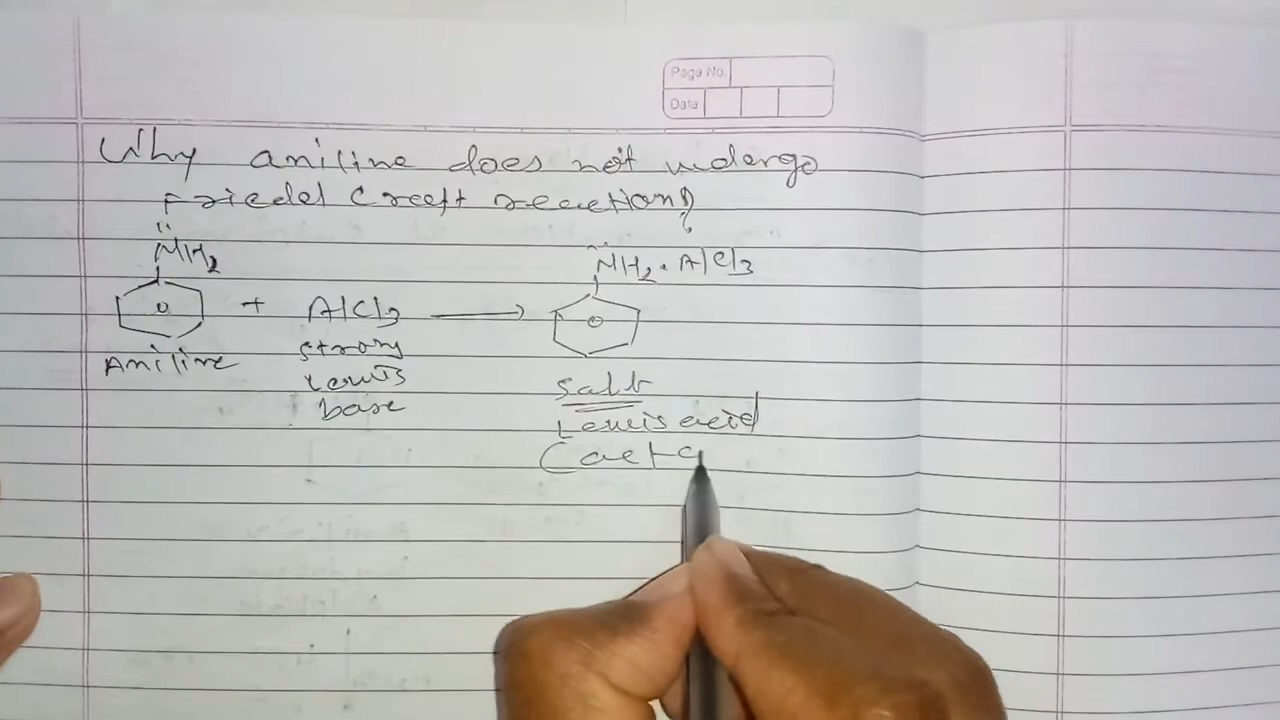 Page No.
Date
Why aniline does not undergo
Friedel Creeft reaction?
NH2
NH2 . AlCl3
+ AlCl3
Aniline
strong
Lewis
base
salt
Lewis acid